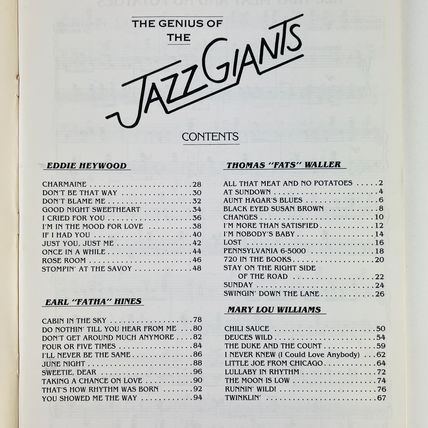 THE GENIUS OF
THE
JAZZ GIANTS
CONTENTS
EDDIE HEYWOOD
CHARMAINE . . . . . . . . . . . . . . . . . . . . 28
DON'T BE THAT WAY . . . . . . . . . . . . . . 30
DON'T BLAME ME . . . . . . . . . . . . . . . . 32
GOOD NIGHT SWEETHEART . . . . . . . . . . 34
I CRIED FOR YOU . . . . . . . . . . . . . . . . 36
I'M IN THE MOOD FOR LOVE . . . . . . . . . 38
IF I HAD YOU . . . . . . . . . . . . . . . . . . 40
JUST YOU, JUST ME . . . . . . . . . . . . . . 42
ONCE IN A WHILE . . . . . . . . . . . . . . . . 44
ROSE ROOM . . . . . . . . . . . . . . . . . . . 46
STOMPIN' AT THE SAVOY . . . . . . . . . . . 48
EARL "FATHA" HINES
CABIN IN THE SKY . . . . . . . . . . . . . . . 78
DO NOTHIN' TILL YOU HEAR FROM ME . . . 80
DON'T GET AROUND MUCH ANYMORE . . . . 82
FOUR OR FIVE TIMES . . . . . . . . . . . . . 84
I'LL NEVER BE THE SAME . . . . . . . . . . . 86
JUNE NIGHT . . . . . . . . . . . . . . . . . . . 88
SWEETIE, DEAR . . . . . . . . . . . . . . . . . 96
TAKING A CHANCE ON LOVE . . . . . . . . . 90
THAT'S HOW RHYTHM WAS BORN . . . . . . 92
YOU SHOWED ME THE WAY . . . . . . . . . . 94
THOMAS "FATS" WALLER
ALL THAT MEAT AND NO POTATOES . . . . . 2
AT SUNDOWN . . . . . . . . . . . . . . . . . . 4
AUNT HAGAR'S BLUES . . . . . . . . . . . . . 6
BLACK EYED SUSAN BROWN . . . . . . . . . 8
CHANGES . . . . . . . . . . . . . . . . . . . . . 10
I'M MORE THAN SATISFIED . . . . . . . . . . 12
I'M NOBODY'S BABY . . . . . . . . . . . . . . 14
LOST . . . . . . . . . . . . . . . . . . . . . . . . 16
PENNSYLVANIA 6-5000 . . . . . . . . . . . . 18
720 IN THE BOOKS . . . . . . . . . . . . . . . 20
STAY ON THE RIGHT SIDE
OF THE ROAD . . . . . . . . . . . . . . . . . 22
SUNDAY . . . . . . . . . . . . . . . . . . . . . . 24
SWINGIN' DOWN THE LANE . . . . . . . . . . 26
MARY LOU WILLIAMS
CHILI SAUCE . . . . . . . . . . . . . . . . . . . 50
DEUCES WILD . . . . . . . . . . . . . . . . . . 54
THE DUKE AND THE COUNT . . . . . . . . . . 59
I NEVER KNEW (I Could Love Anybody) . . . 62
LITTLE JOE FROM CHICAGO . . . . . . . . . . 64
LULLABY IN RHYTHM . . . . . . . . . . . . . . 72
THE MOON IS LOW . . . . . . . . . . . . . . . 74
RUNNIN' WILD! . . . . . . . . . . . . . . . . . . 76
TWINKLIN' . . . . . . . . . . . . . . . . . . . . 67